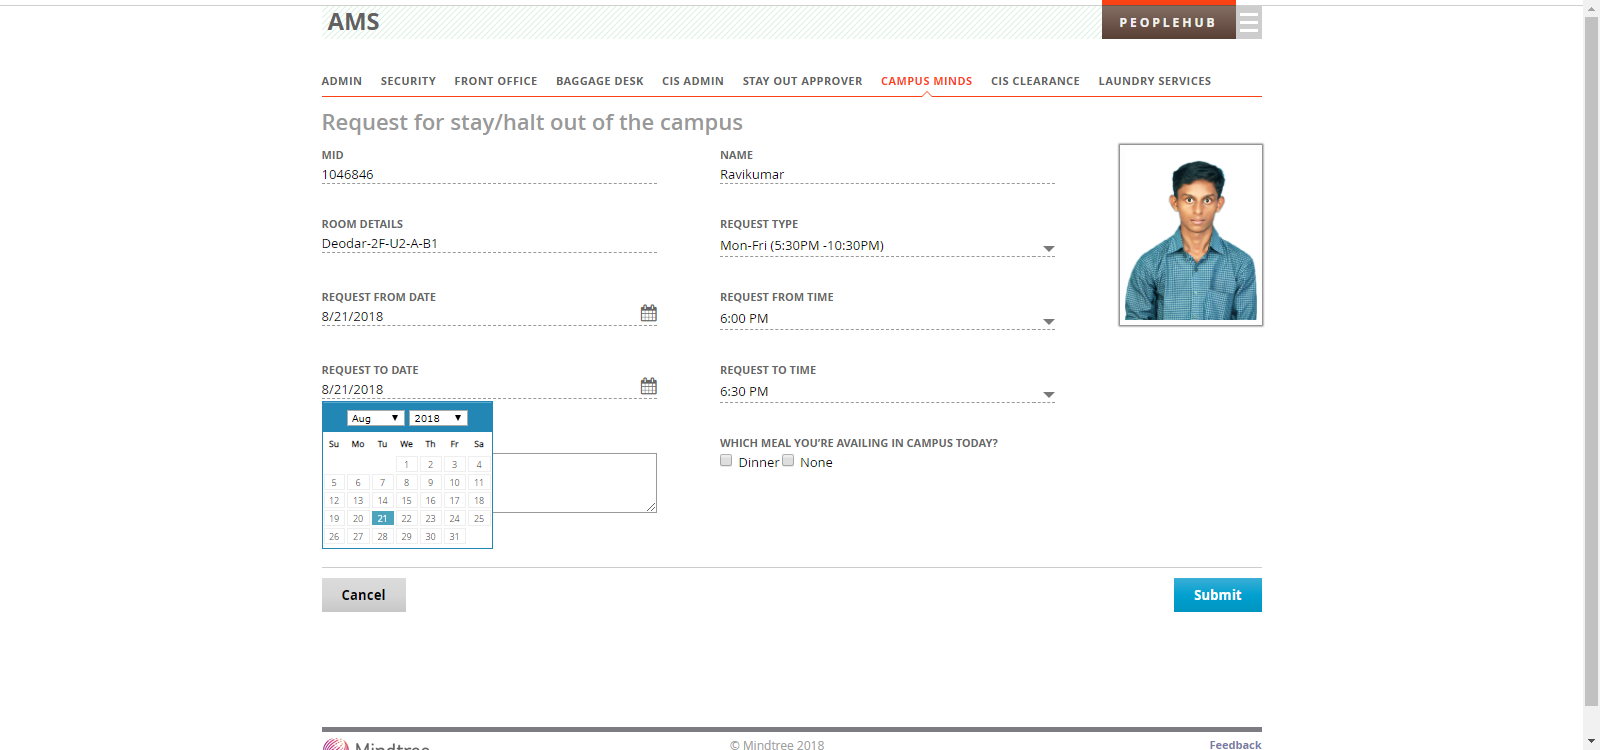 AMS
PEOPLEHUB
ADMIN SECURITY FRONT OFFICE BAGGAGE DESK CIS ADMIN STAY OUT APPROVER CAMPUS MINDS CIS CLEARANCE LAUNDRY SERVICES
Request for stay/halt out of the campus
MID
1046846
NAME
Ravikumar
ROOM DETAILS
Deodar-2F-U2-A-B1
REQUEST TYPE
Mon-Fri (5:30PM -10:30PM)
REQUEST FROM DATE
8/21/2018
REQUEST FROM TIME
6:00 PM
REQUEST TO DATE
8/21/2018
REQUEST TO TIME
6:30 PM
Aug 2018
Su Mo Tu We Th Fr Sa
1 2 3 4
5 6 7 8 9 10 11
12 13 14 15 16 17 18
19 20 21 22 23 24 25
26 27 28 29 30 31
WHICH MEAL YOU'RE AVAILING IN CAMPUS TODAY?
Dinner None
Cancel
Submit
Mindtree
© Mindtree 2018
Feedback